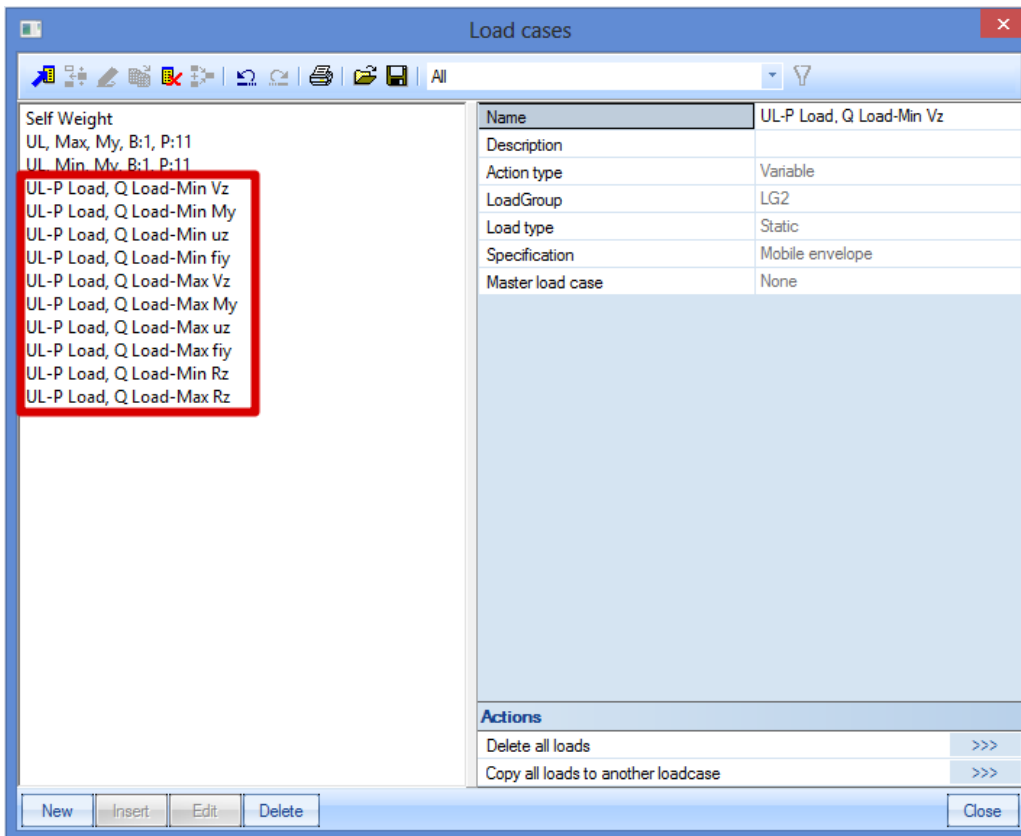 Load cases
All
Self Weight
UL, Max, My, B:1, P:11
UL, Min, My, B:1, P:11
UL-P Load, Q Load-Min Vz
UL-P Load, Q Load-Min My
UL-P Load, Q Load-Min uz
UL-P Load, Q Load-Min fiy
UL-P Load, Q Load-Max Vz
UL-P Load, Q Load-Max My
UL-P Load, Q Load-Max uz
UL-P Load, Q Load-Max fiy
UL-P Load, Q Load-Min Rz
UL-P Load, Q Load-Max Rz
Name UL-P Load, Q Load-Min Vz
Description
Action type Variable
LoadGroup LG2
Load type Static
Specification Mobile envelope
Master load case None
Actions
Delete all loads >>>
Copy all loads to another loadcase >>>
New Insert Edit Delete Close